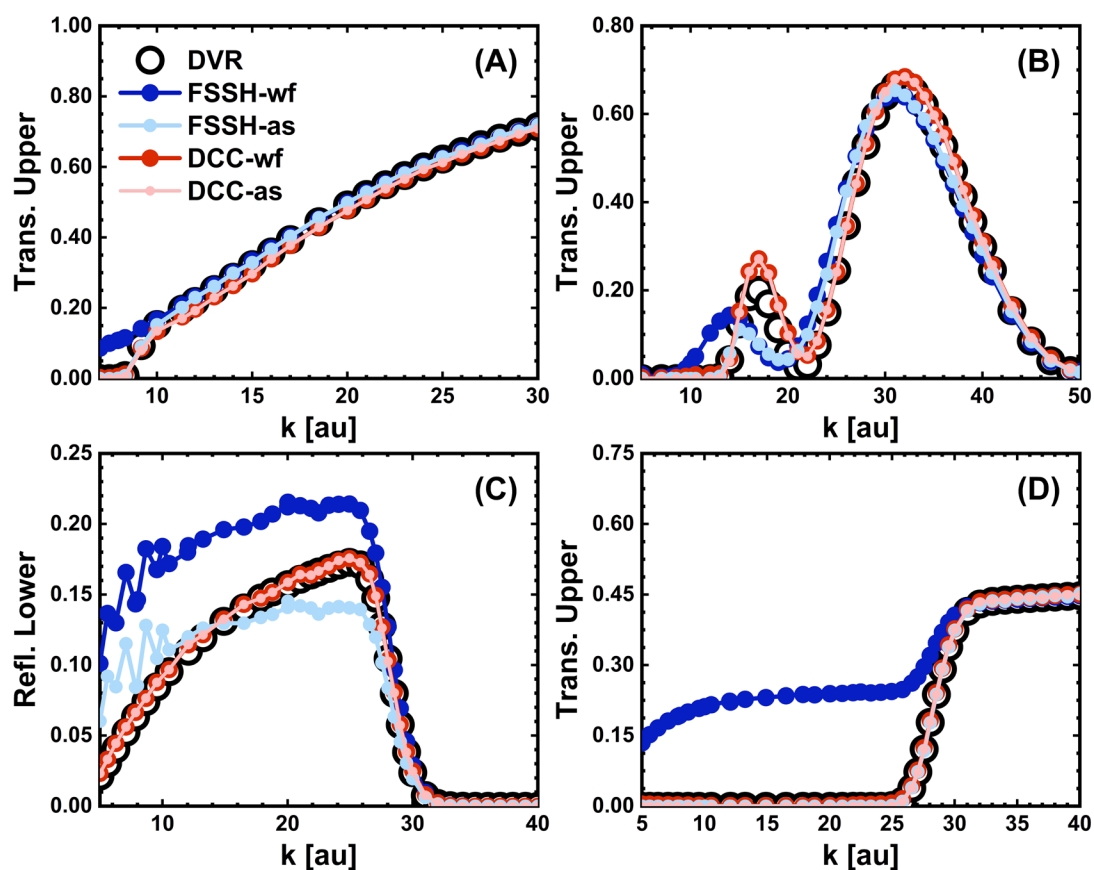 1.00
0.80
0.60
0.40
0.20
0.00
Trans. Upper
DVR
FSSH-wf
FSSH-as
DCC-wf
DCC-as
(A)
10 15 20 25 30
k [au]
0.80
0.60
0.40
0.20
0.00
Trans. Upper
(B)
10 20 30 40 50
k [au]
0.25
0.20
0.15
0.10
0.05
0.00
Refl. Lower
(C)
10 20 30 40
k [au]
0.75
0.60
0.45
0.30
0.15
0.00
Trans. Upper
(D)
5 10 15 20 25 30 35 40
k [au]